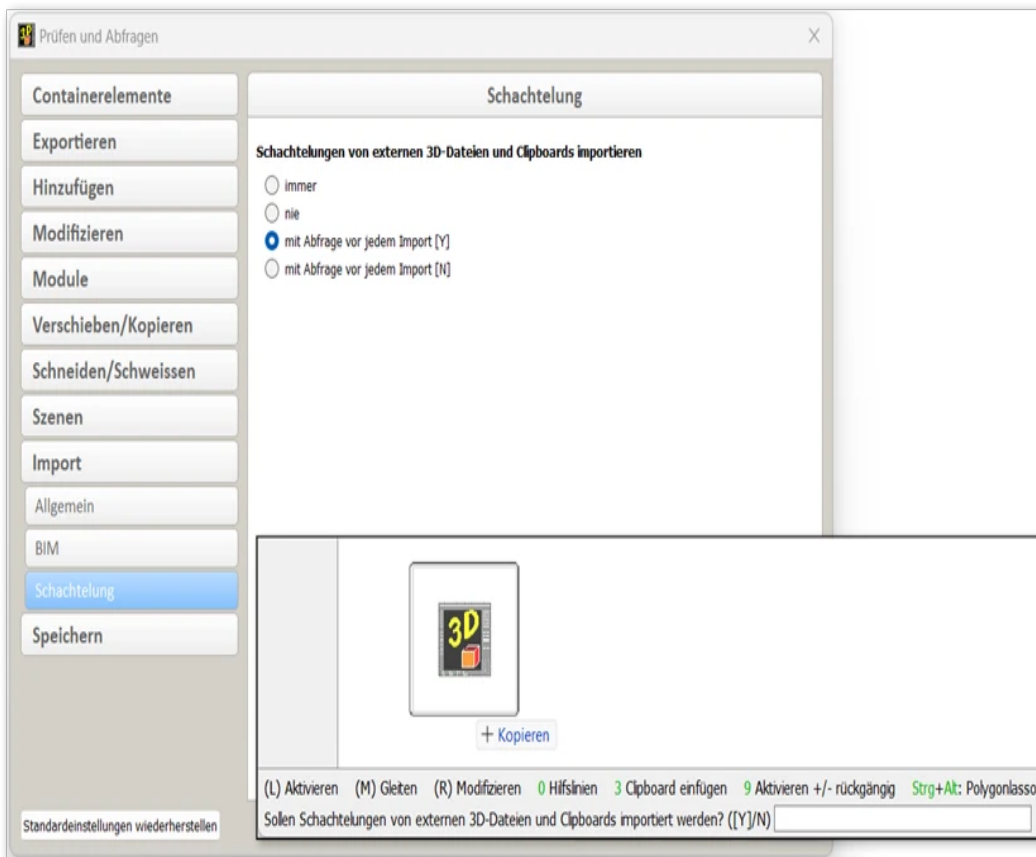 Prüfen und Abfragen
Containerelemente
Exportieren
Hinzufügen
Modifizieren
Module
Verschieben/Kopieren
Schneiden/Schweissen
Szenen
Import
Allgemein
BIM
Schachtelung
Speichern
Standardeinstellungen wiederherstellen
Schachtelung
Schachtelungen von externen 3D-Dateien und Clipboards importieren
immer
nie
mit Abfrage vor jedem Import [Y]
mit Abfrage vor jedem Import [N]
3D
+ Kopieren
(L) Aktivieren (M) Gleiten (R) Modifizieren 0 Hilfslinien 3 Clipboard einfügen 9 Aktivieren +/- rückgängig Strg+Alt: Polygonlasso
Sollen Schachtelungen von externen 3D-Dateien und Clipboards importiert werden? ([Y]/N)